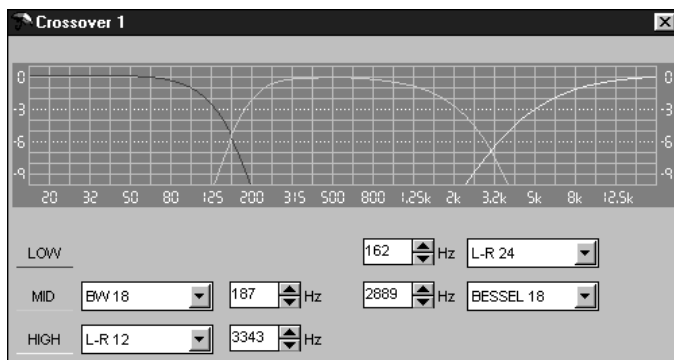 Crossover 1
0 0
-3 -3
-6 -6
-9 -9
20 32 50 80 125 200 315 500 800 1.25k 2k 3.2k 5k 8k 12.5k
LOW 162 Hz L-R 24
MID BW 18 187 Hz 2889 Hz BESSEL 18
HIGH L-R 12 3343 Hz